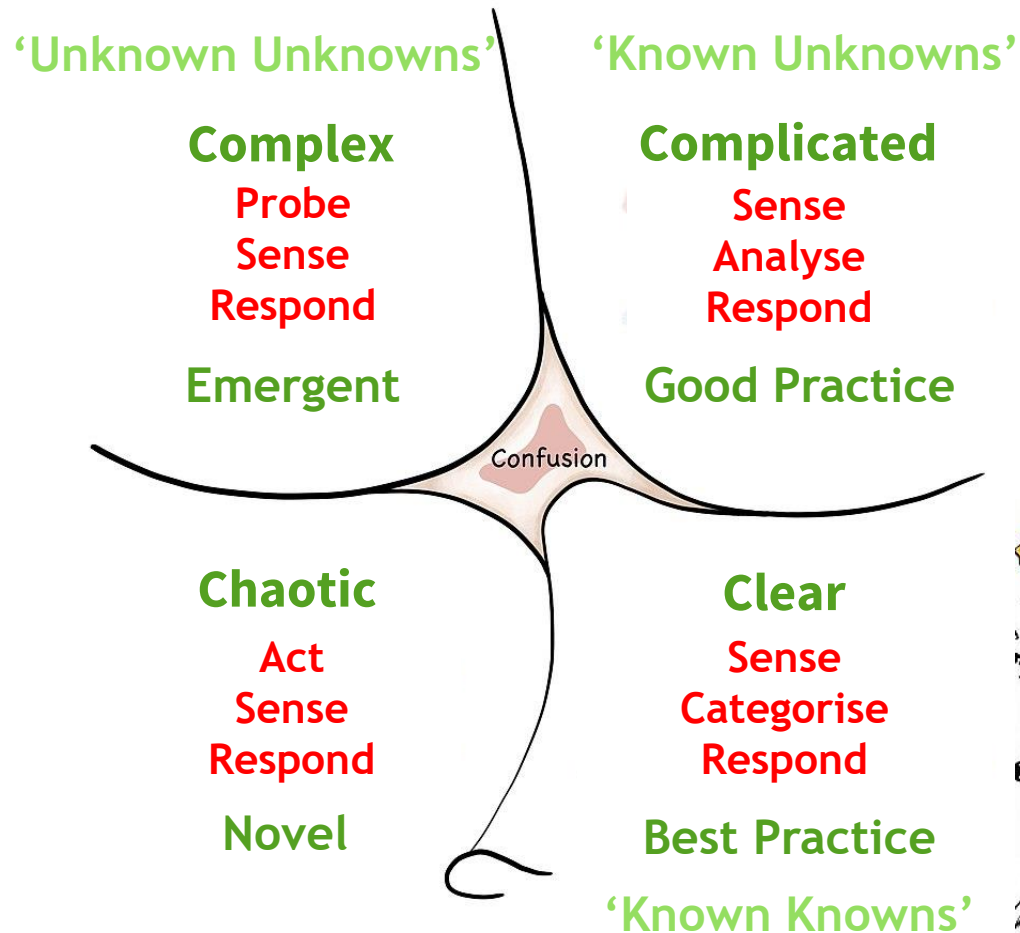 ‘Unknown Unknowns’
Complex
Probe
Sense
Respond
Emergent
‘Known Unknowns’
Complicated
Sense
Analyse
Respond
Good Practice
Confusion
Chaotic
Act
Sense
Respond
Novel
Clear
Sense
Categorise
Respond
Best Practice
‘Known Knowns’